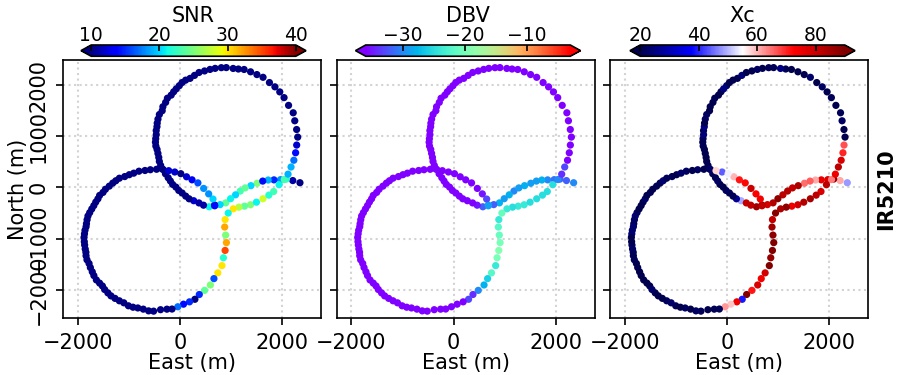 SNR DBV Xc
10 20 30 40 −30 −20 −10 20 40 60 80
2000
1000
0
−1000
−2000
North (m)
IR5210
−2000 0 2000 −2000 0 2000 −2000 0 2000
East (m) East (m) East (m)